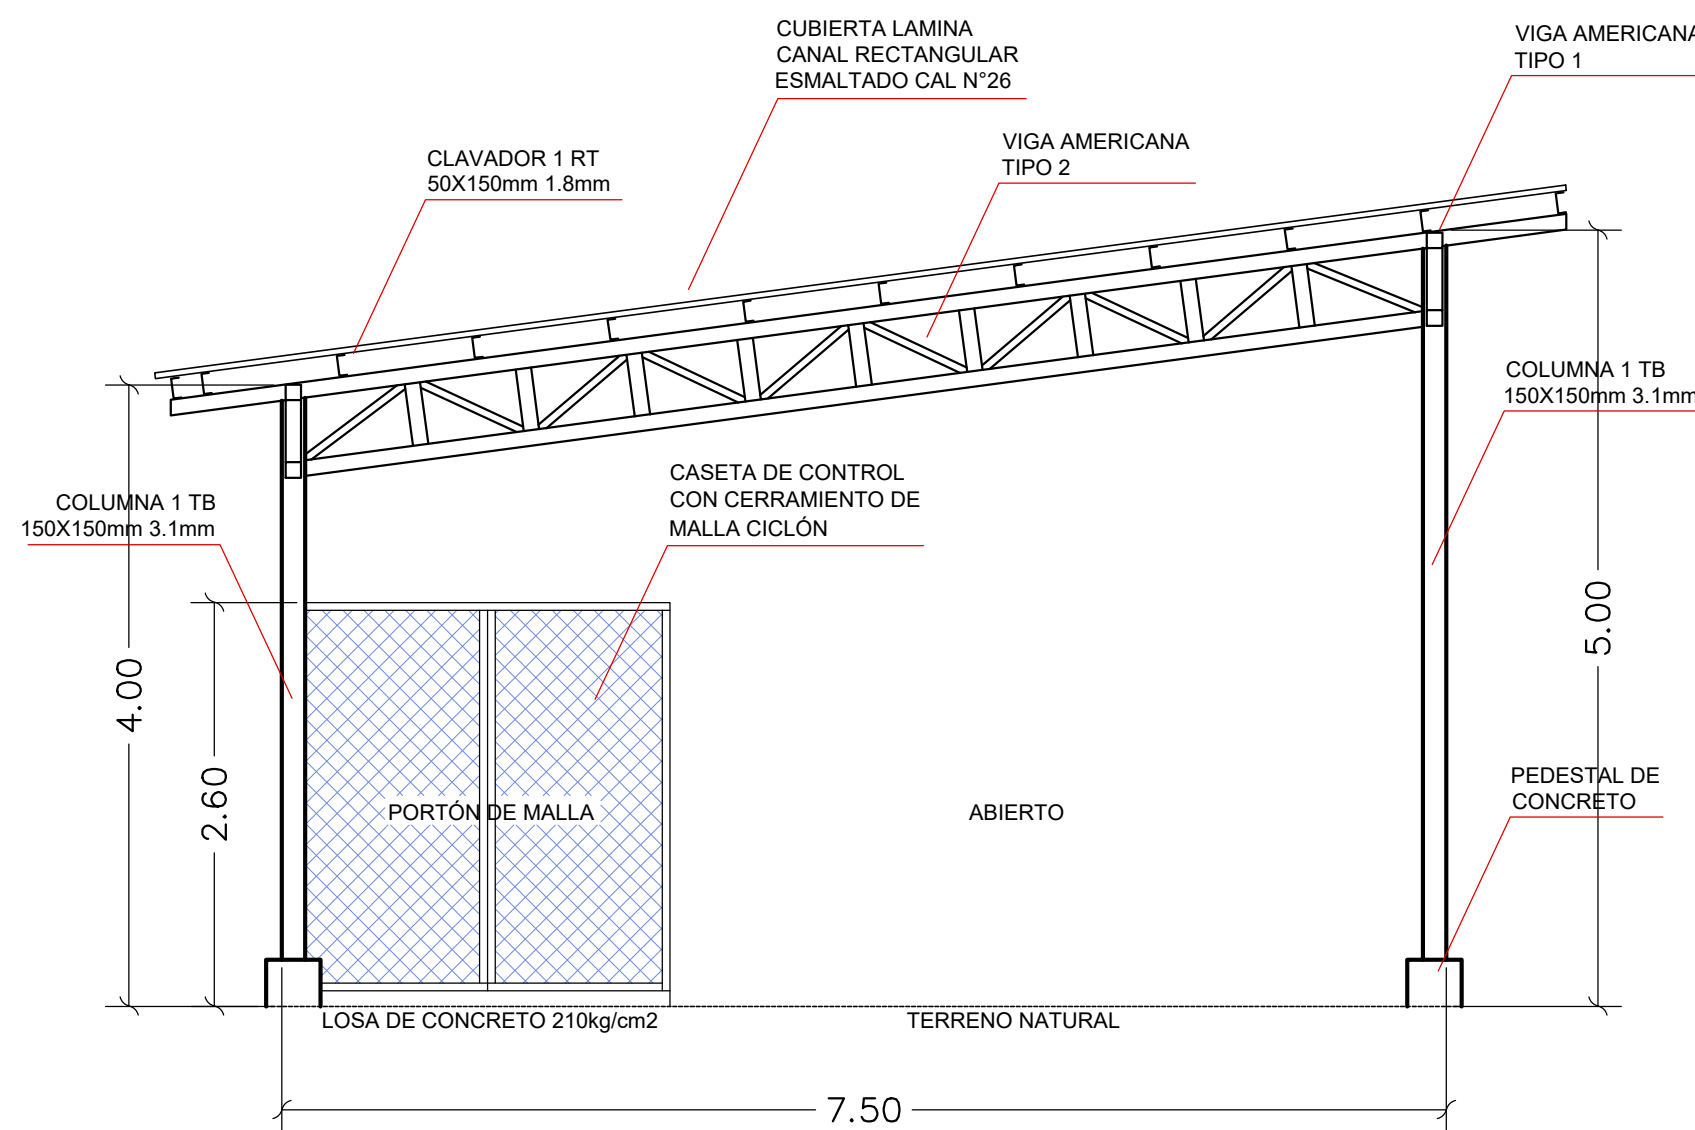 CUBIERTA LAMINA
CANAL RECTANGULAR
ESMALTADO CAL N°26
VIGA AMERICANA
TIPO 1
VIGA AMERICANA
TIPO 2
CLAVADOR 1 RT
50X150mm 1.8mm
COLUMNA 1 TB
150X150mm 3.1mm
CASETA DE CONTROL
CON CERRAMIENTO DE
MALLA CICLÓN
COLUMNA 1 TB
150X150mm 3.1mm
5.00
4.00
2.60
PORTÓN DE MALLA
ABIERTO
PEDESTAL DE
CONCRETO
LOSA DE CONCRETO 210kg/cm2
TERRENO NATURAL
7.50